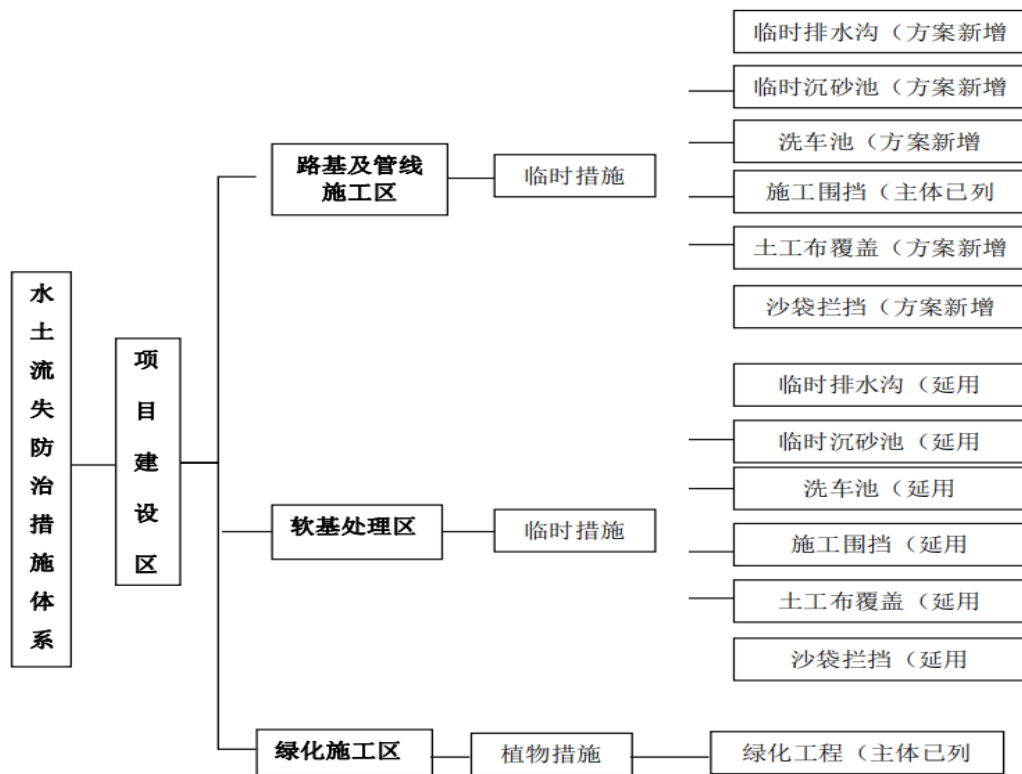 水土流失防治措施体系
项目建设区
路基及管线
施工区
临时措施
临时排水沟（方案新增
临时沉砂池（方案新增
洗车池（方案新增
施工围挡（主体已列
土工布覆盖（方案新增
沙袋拦挡（方案新增
软基处理区
临时措施
临时排水沟（延用
临时沉砂池（延用
洗车池（延用
施工围挡（延用
土工布覆盖（延用
沙袋拦挡（延用
绿化施工区
植物措施
绿化工程（主体已列